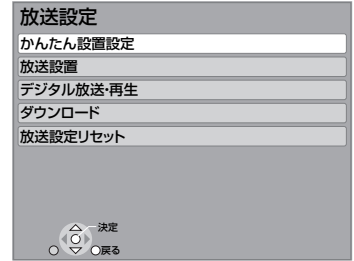 放送設定
かんたん設置設定
放送設置
デジタル放送・再生
ダウンロード
放送設定リセット
決定
戻る